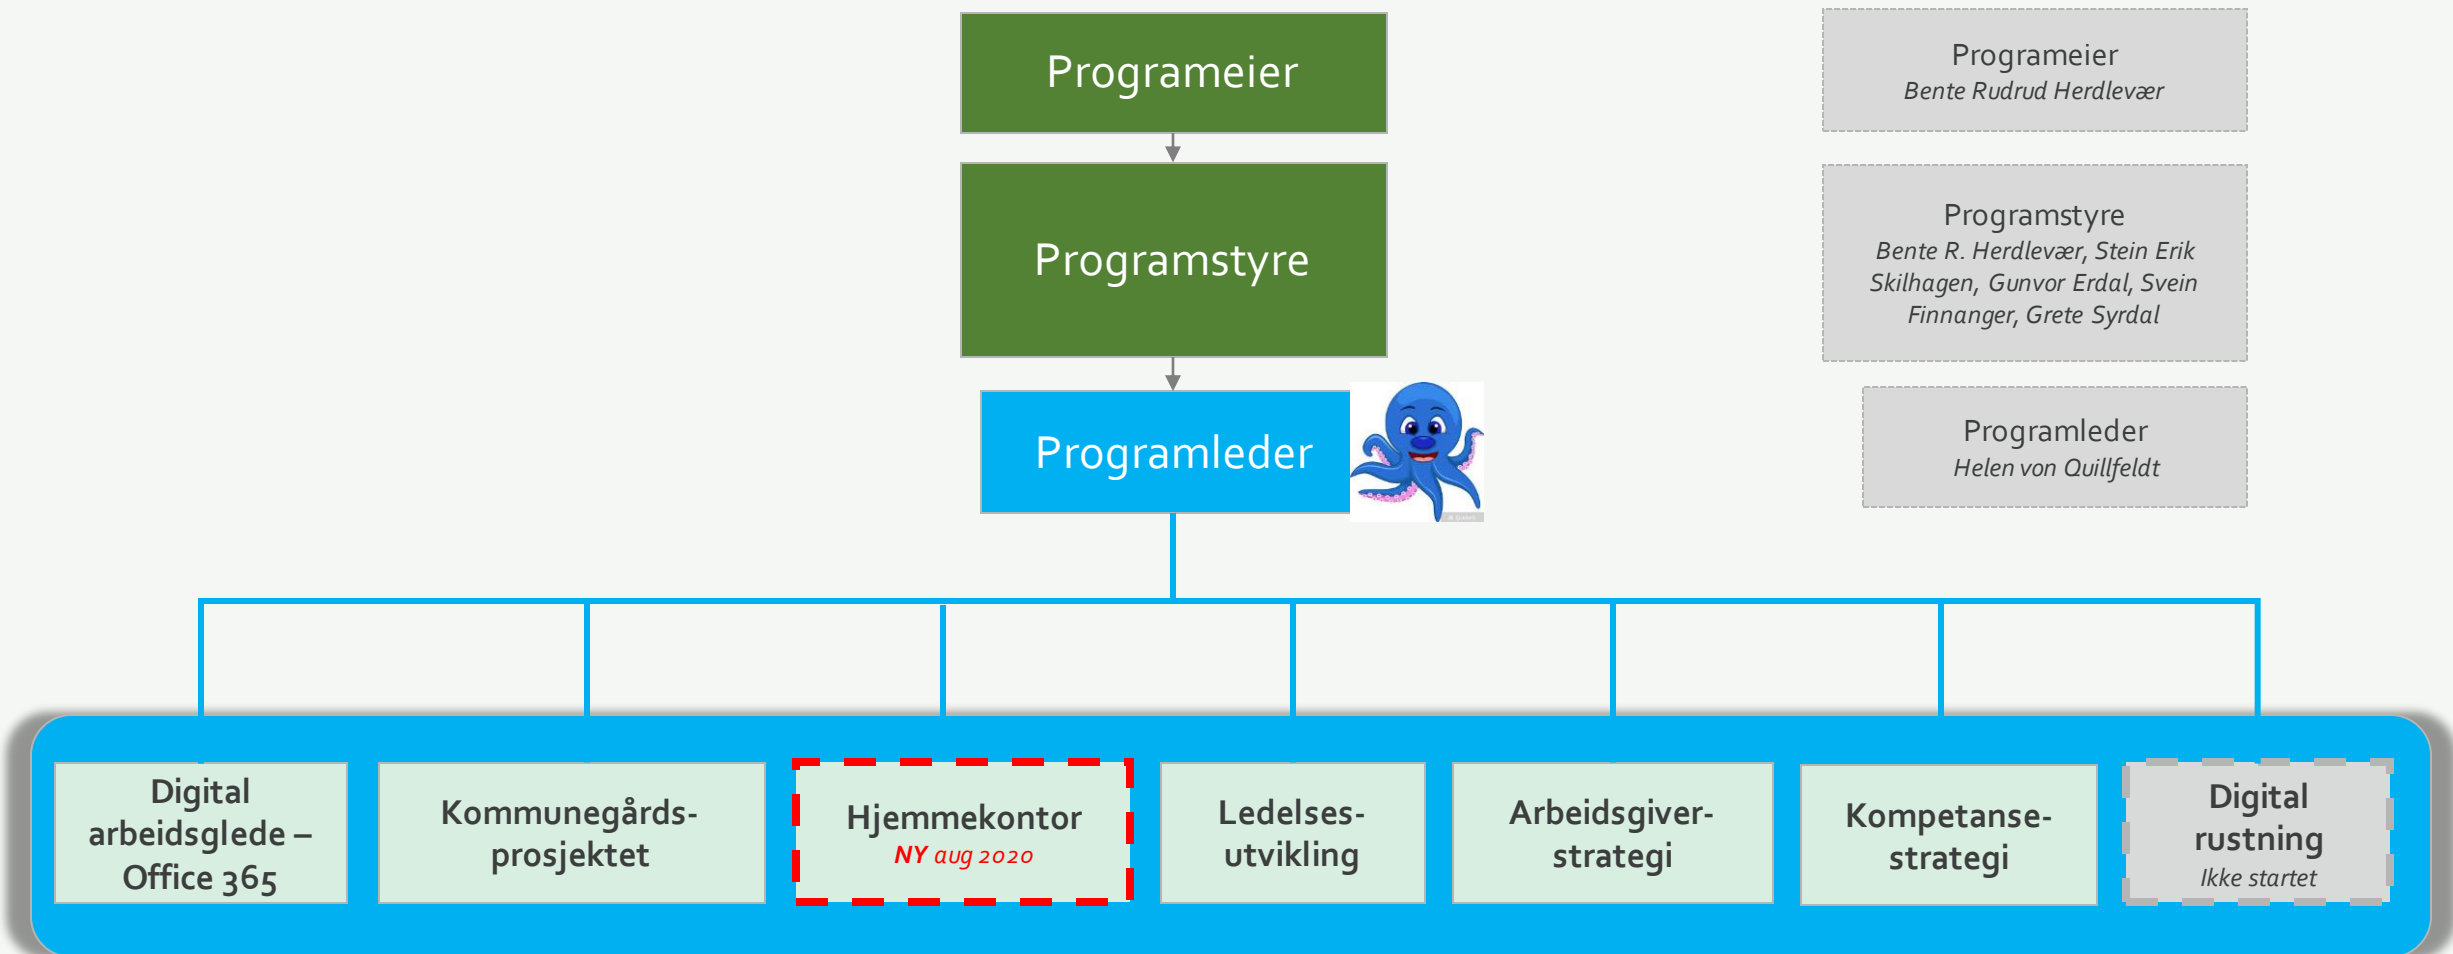 Programeier
Programeier
Bente Rudrud Herdlevær
Programstyre
Programstyre
Bente R. Herdlevær, Stein Erik
Skilhagen, Gunvor Erdal, Svein
Finnanger, Grete Syrdal
Programleder
Programleder
Helen von Quillfeldt
Digital
arbeidsglede –
Office 365
Kommunegårds-
prosjektet
Hjemmekontor
NY aug 2020
Ledelses-
utvikling
Arbeidsgiver-
strategi
Kompetanse-
strategi
Digital
rustning
Ikke startet